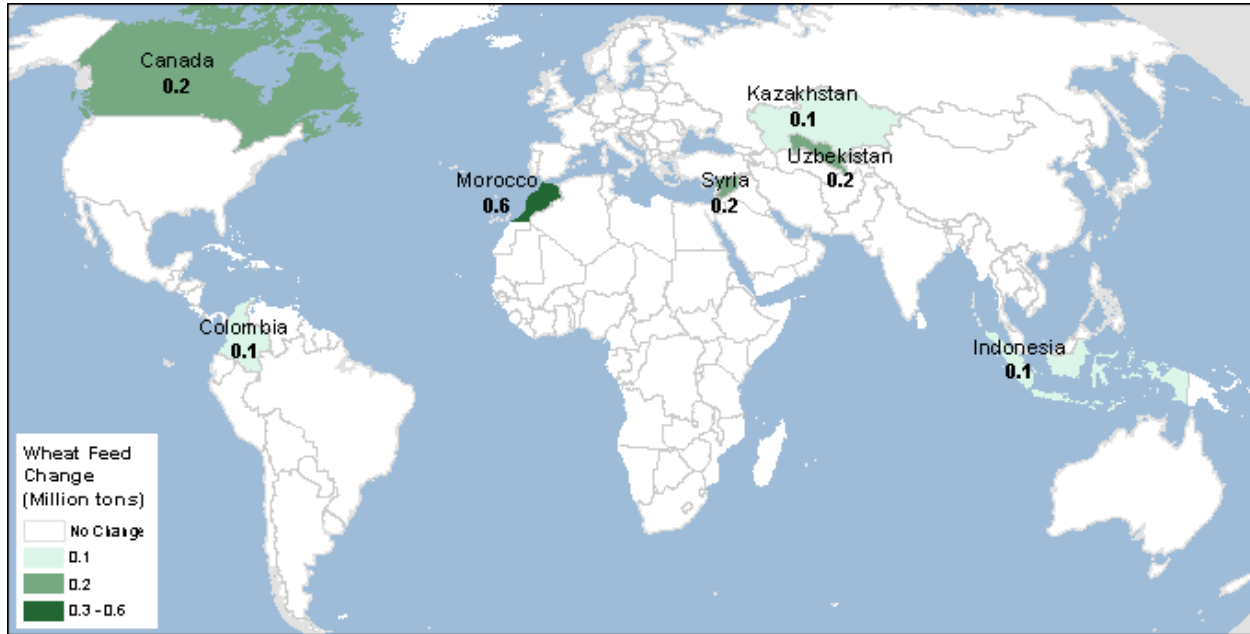 Canada
0.2
Kazakhstan
0.1
Uzbekistan
0.2
Morocco
0.6
Syria
0.2
Colombia
0.1
Indonesia
0.1
Wheat Feed
Change
(Million tons)
No Change
0.1
0.2
0.3 - 0.6